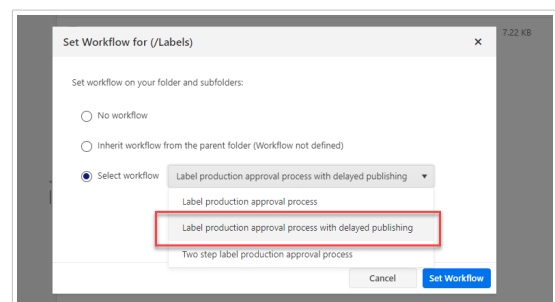 7.22 KB
Set Workflow for (/Labels)
Set workflow on your folder and subfolders:
No workflow
Inherit workflow from the parent folder (Workflow not defined)
Select workflow Label production approval process with delayed publishing
Label production approval process
Label production approval process with delayed publishing
Two step label production approval process
Cancel Set Workflow